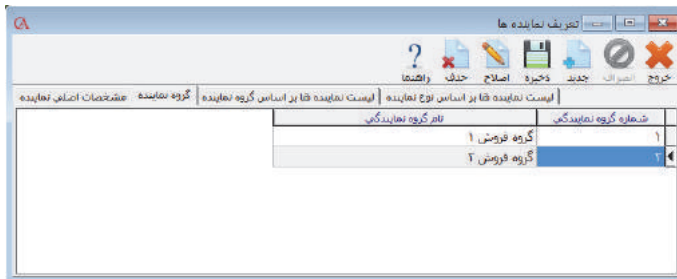 تعریف نماینده ها
خروج انصراف جدید ذخیره اصلاح حذف راهنما
مشخصات اصلی نماینده گروه نماینده لیست نماینده ها بر اساس گروه نماینده لیست نماینده ها بر اساس نوع نماینده
شماره گروه نمایندگی نام گروه نمایندگی
۱ گروه فروش ۱
۲ گروه فروش ۲